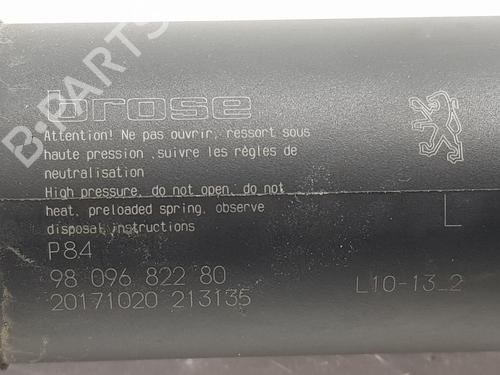 brose
Attention! Ne pas ouvrir, ressort sous
haute pression ,suivre les règles de
neutralisation
High pressure, do not open, do not
heat, preloaded spring, observe
disposal instructions
L
P84
98 096 822 80
20171020 213135
L10-13_2
B-PARTS